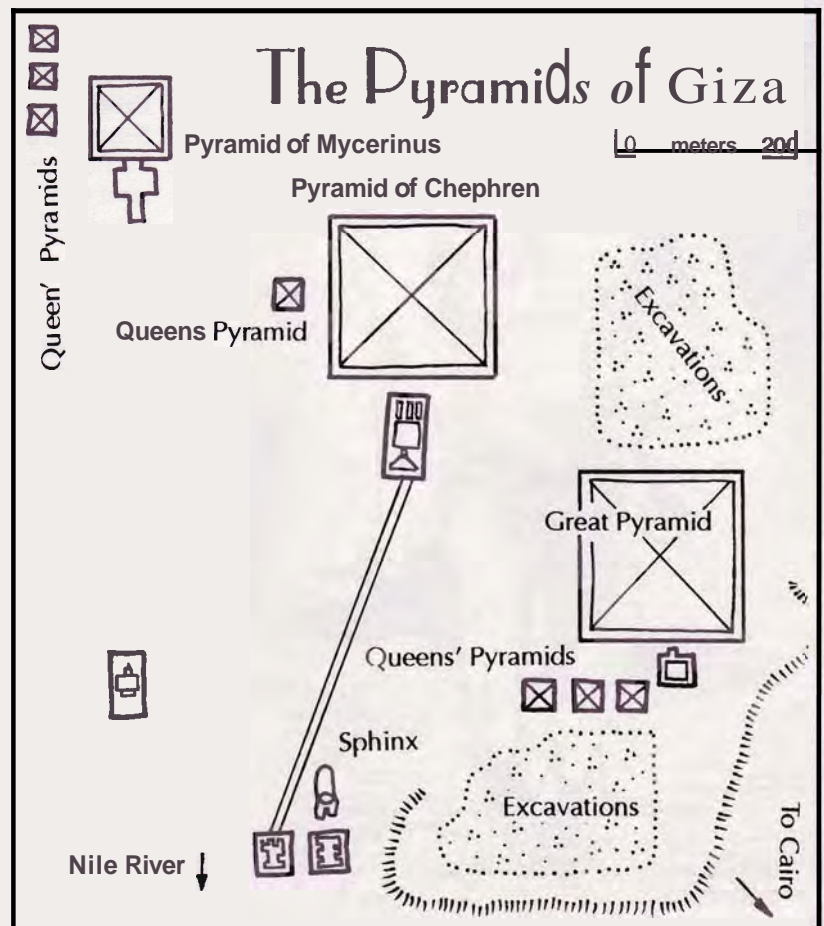 The Pyramids of Giza
0 meters 200
Pyramid of Mycerinus
Pyramid of Chephren
Queen' Pyramids
Queens Pyramid
Excavations
Great Pyramid
Queens' Pyramids
Sphinx
Excavations
To Cairo
Nile River